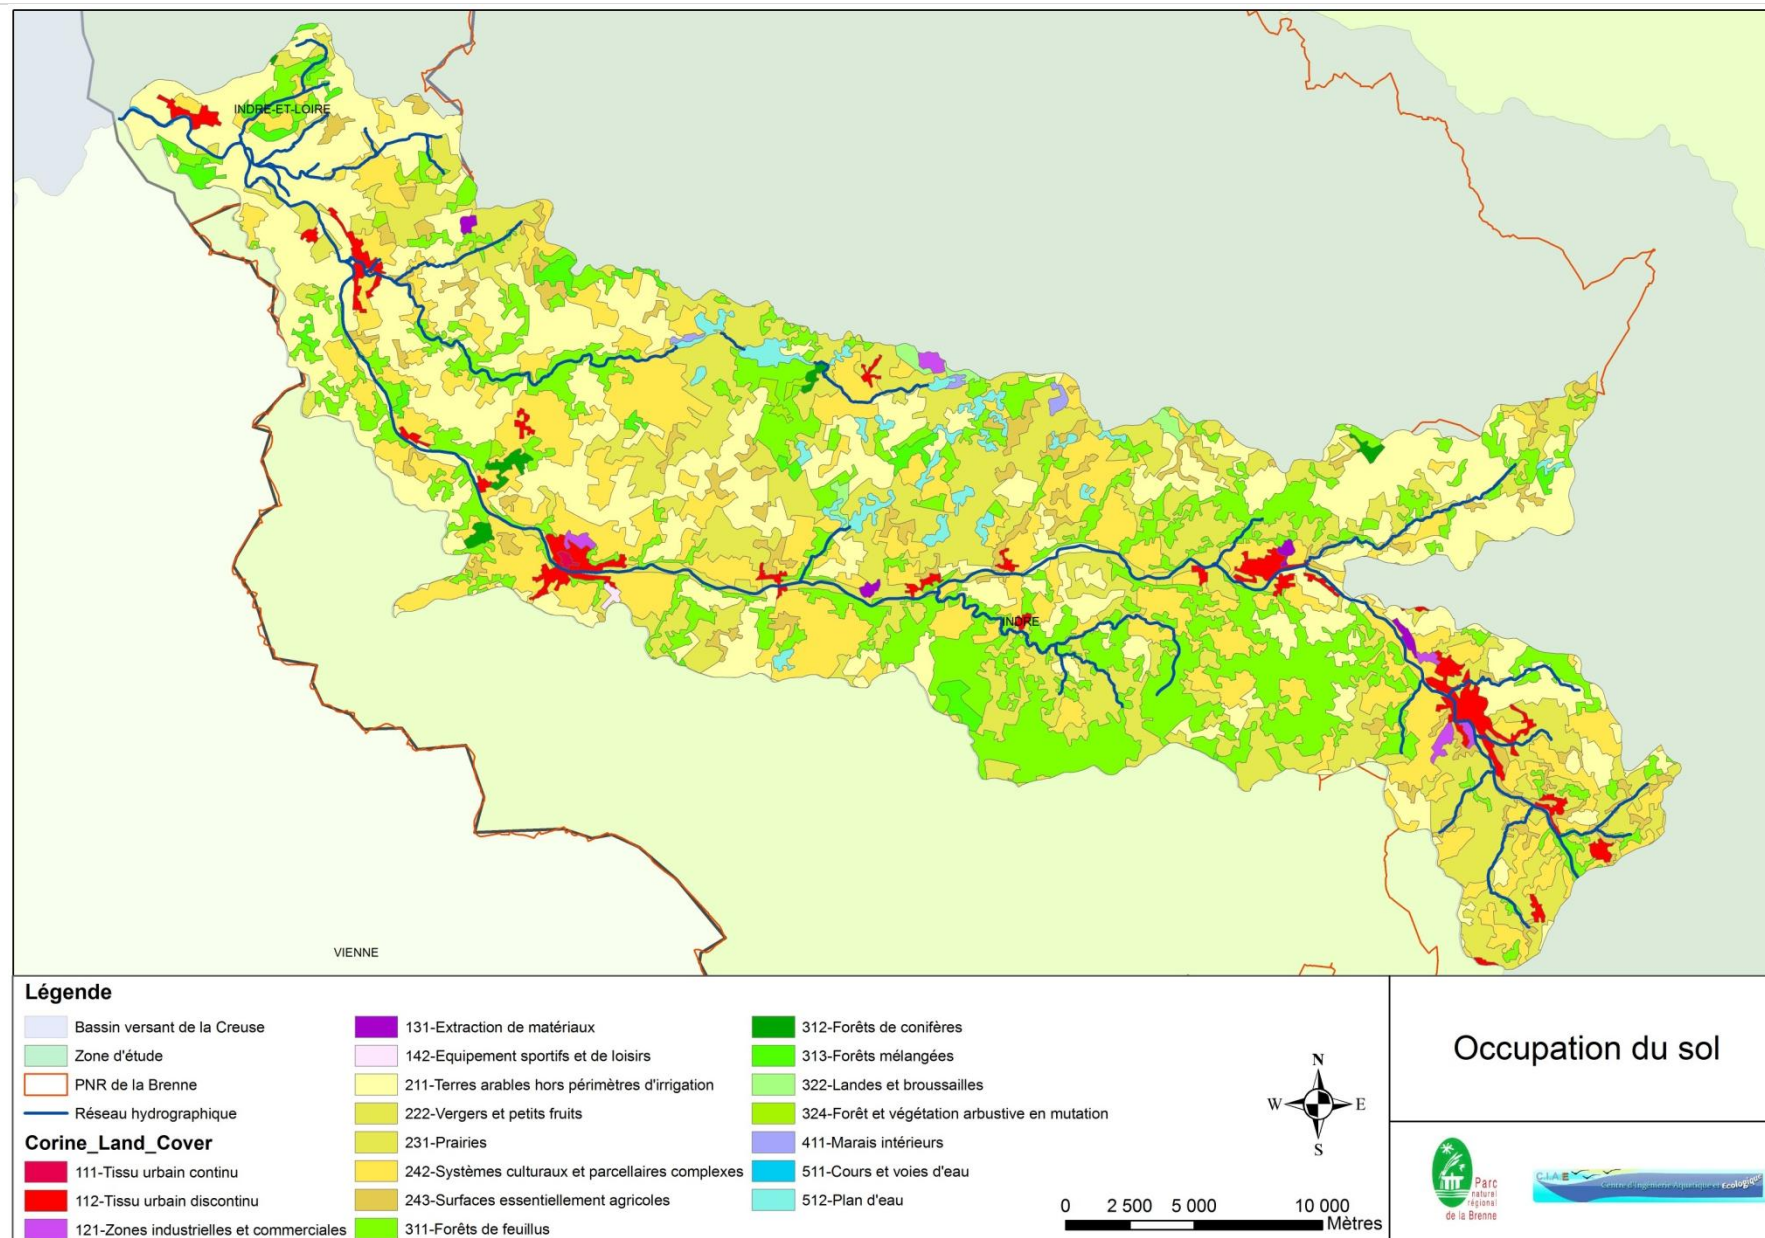 INDRE-ET-LOIRE
INDRE
VIENNE
Légende
Bassin versant de la Creuse
Zone d'étude
PNR de la Brenne
Réseau hydrographique
Corine_Land_Cover
111-Tissu urbain continu
112-Tissu urbain discontinu
121-Zones industrielles et commerciales
131-Extraction de matériaux
142-Equipement sportifs et de loisirs
211-Terres arables hors périmètres d'irrigation
222-Vergers et petits fruits
231-Prairies
242-Systèmes culturaux et parcellaires complexes
243-Surfaces essentiellement agricoles
311-Forêts de feuillus
312-Forêts de conifères
313-Forêts mélangées
322-Landes et broussailles
324-Forêt et végétation arbustive en mutation
411-Marais intérieurs
511-Cours et voies d'eau
512-Plan d'eau
N
W E
S
0 2 500 5 000 10 000
Mètres
Occupation du sol
Parc
naturel
régional
de la Brenne
C.I.A.E
Centre d'Ingénierie Aquatique et Ecologique